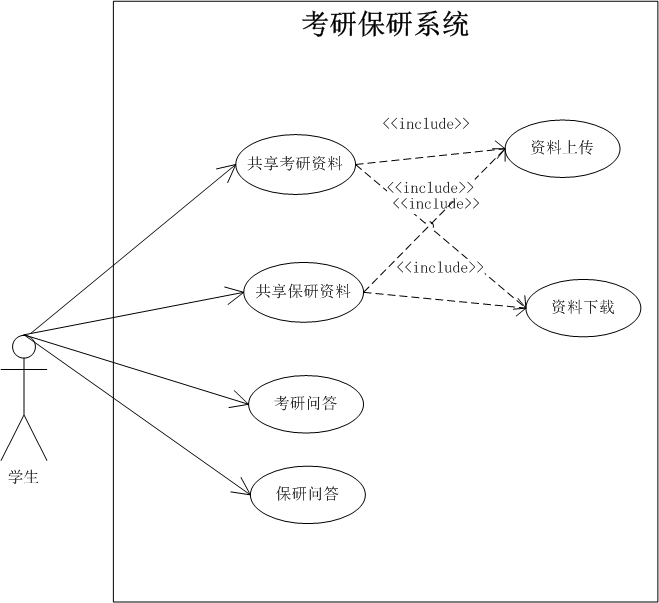 考研保研系统
<<include>>
资料上传
共享考研资料
<<include>>
<<include>>
<<include>>
共享保研资料
资料下载
考研问答
学生
保研问答